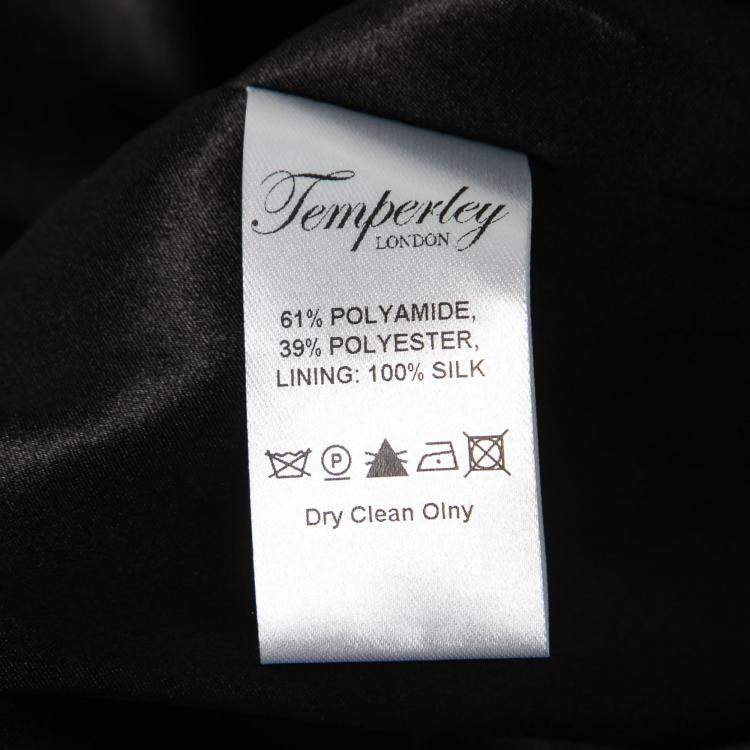 Temperley
LONDON
61% POLYAMIDE,
39% POLYESTER,
LINING: 100% SILK
P
Dry Clean Olny